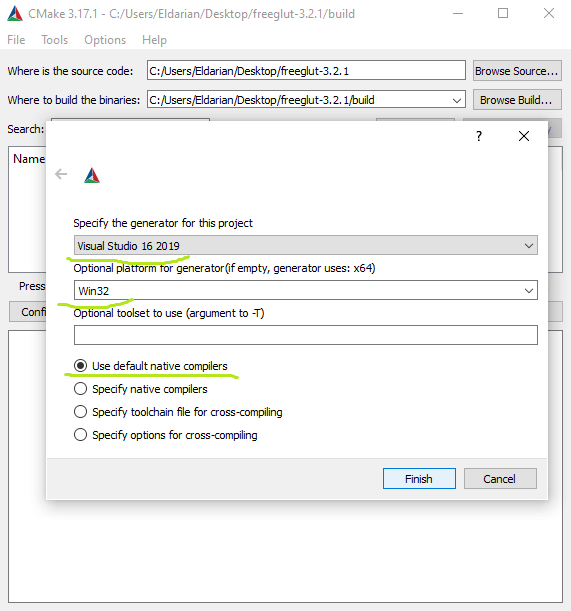 CMake 3.17.1 - C:/Users/Eldarian/Desktop/freeglut-3.2.1/build
File Tools Options Help
Where is the source code: C:/Users/Eldarian/Desktop/freeglut-3.2.1 Browse Source...
Where to build the binaries: C:/Users/Eldarian/Desktop/freeglut-3.2.1/build Browse Build...
Search:
Name
?
Specify the generator for this project
Visual Studio 16 2019
Optional platform for generator(if empty, generator uses: x64)
Press
Win32
Confi
Optional toolset to use (argument to -T)
Use default native compilers
Specify native compilers
Specify toolchain file for cross-compiling
Specify options for cross-compiling
Finish Cancel